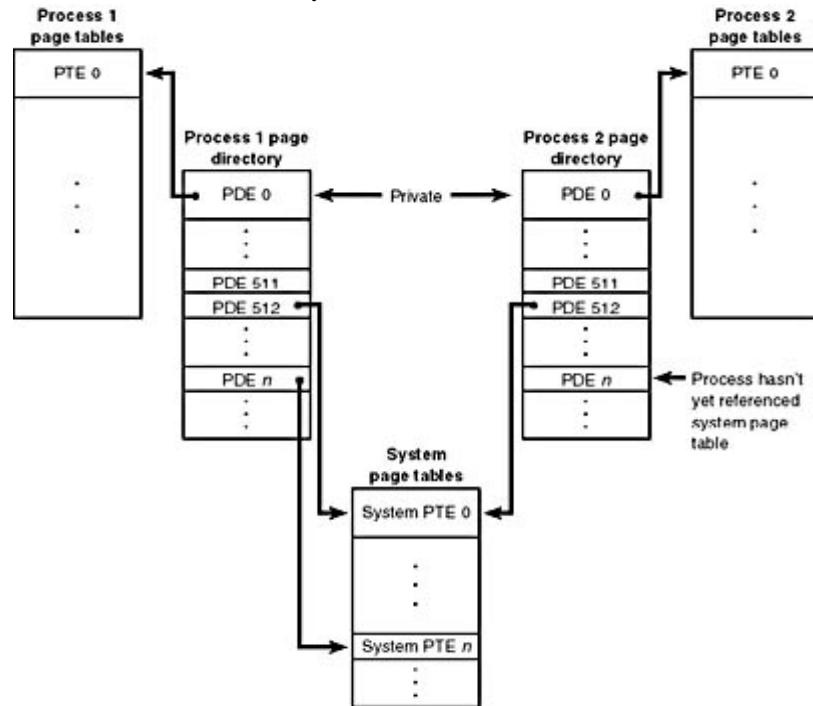 Process 1
page tables
PTE 0
Process 2
page tables
PTE 0
Process 1 page
directory
PDE 0
PDE 511
PDE 512
PDE n
Private
Process 2 page
directory
PDE 0
PDE 511
PDE 512
PDE n
Process hasn't
yet referenced
system page
table
System
page tables
System PTE 0
System PTE n